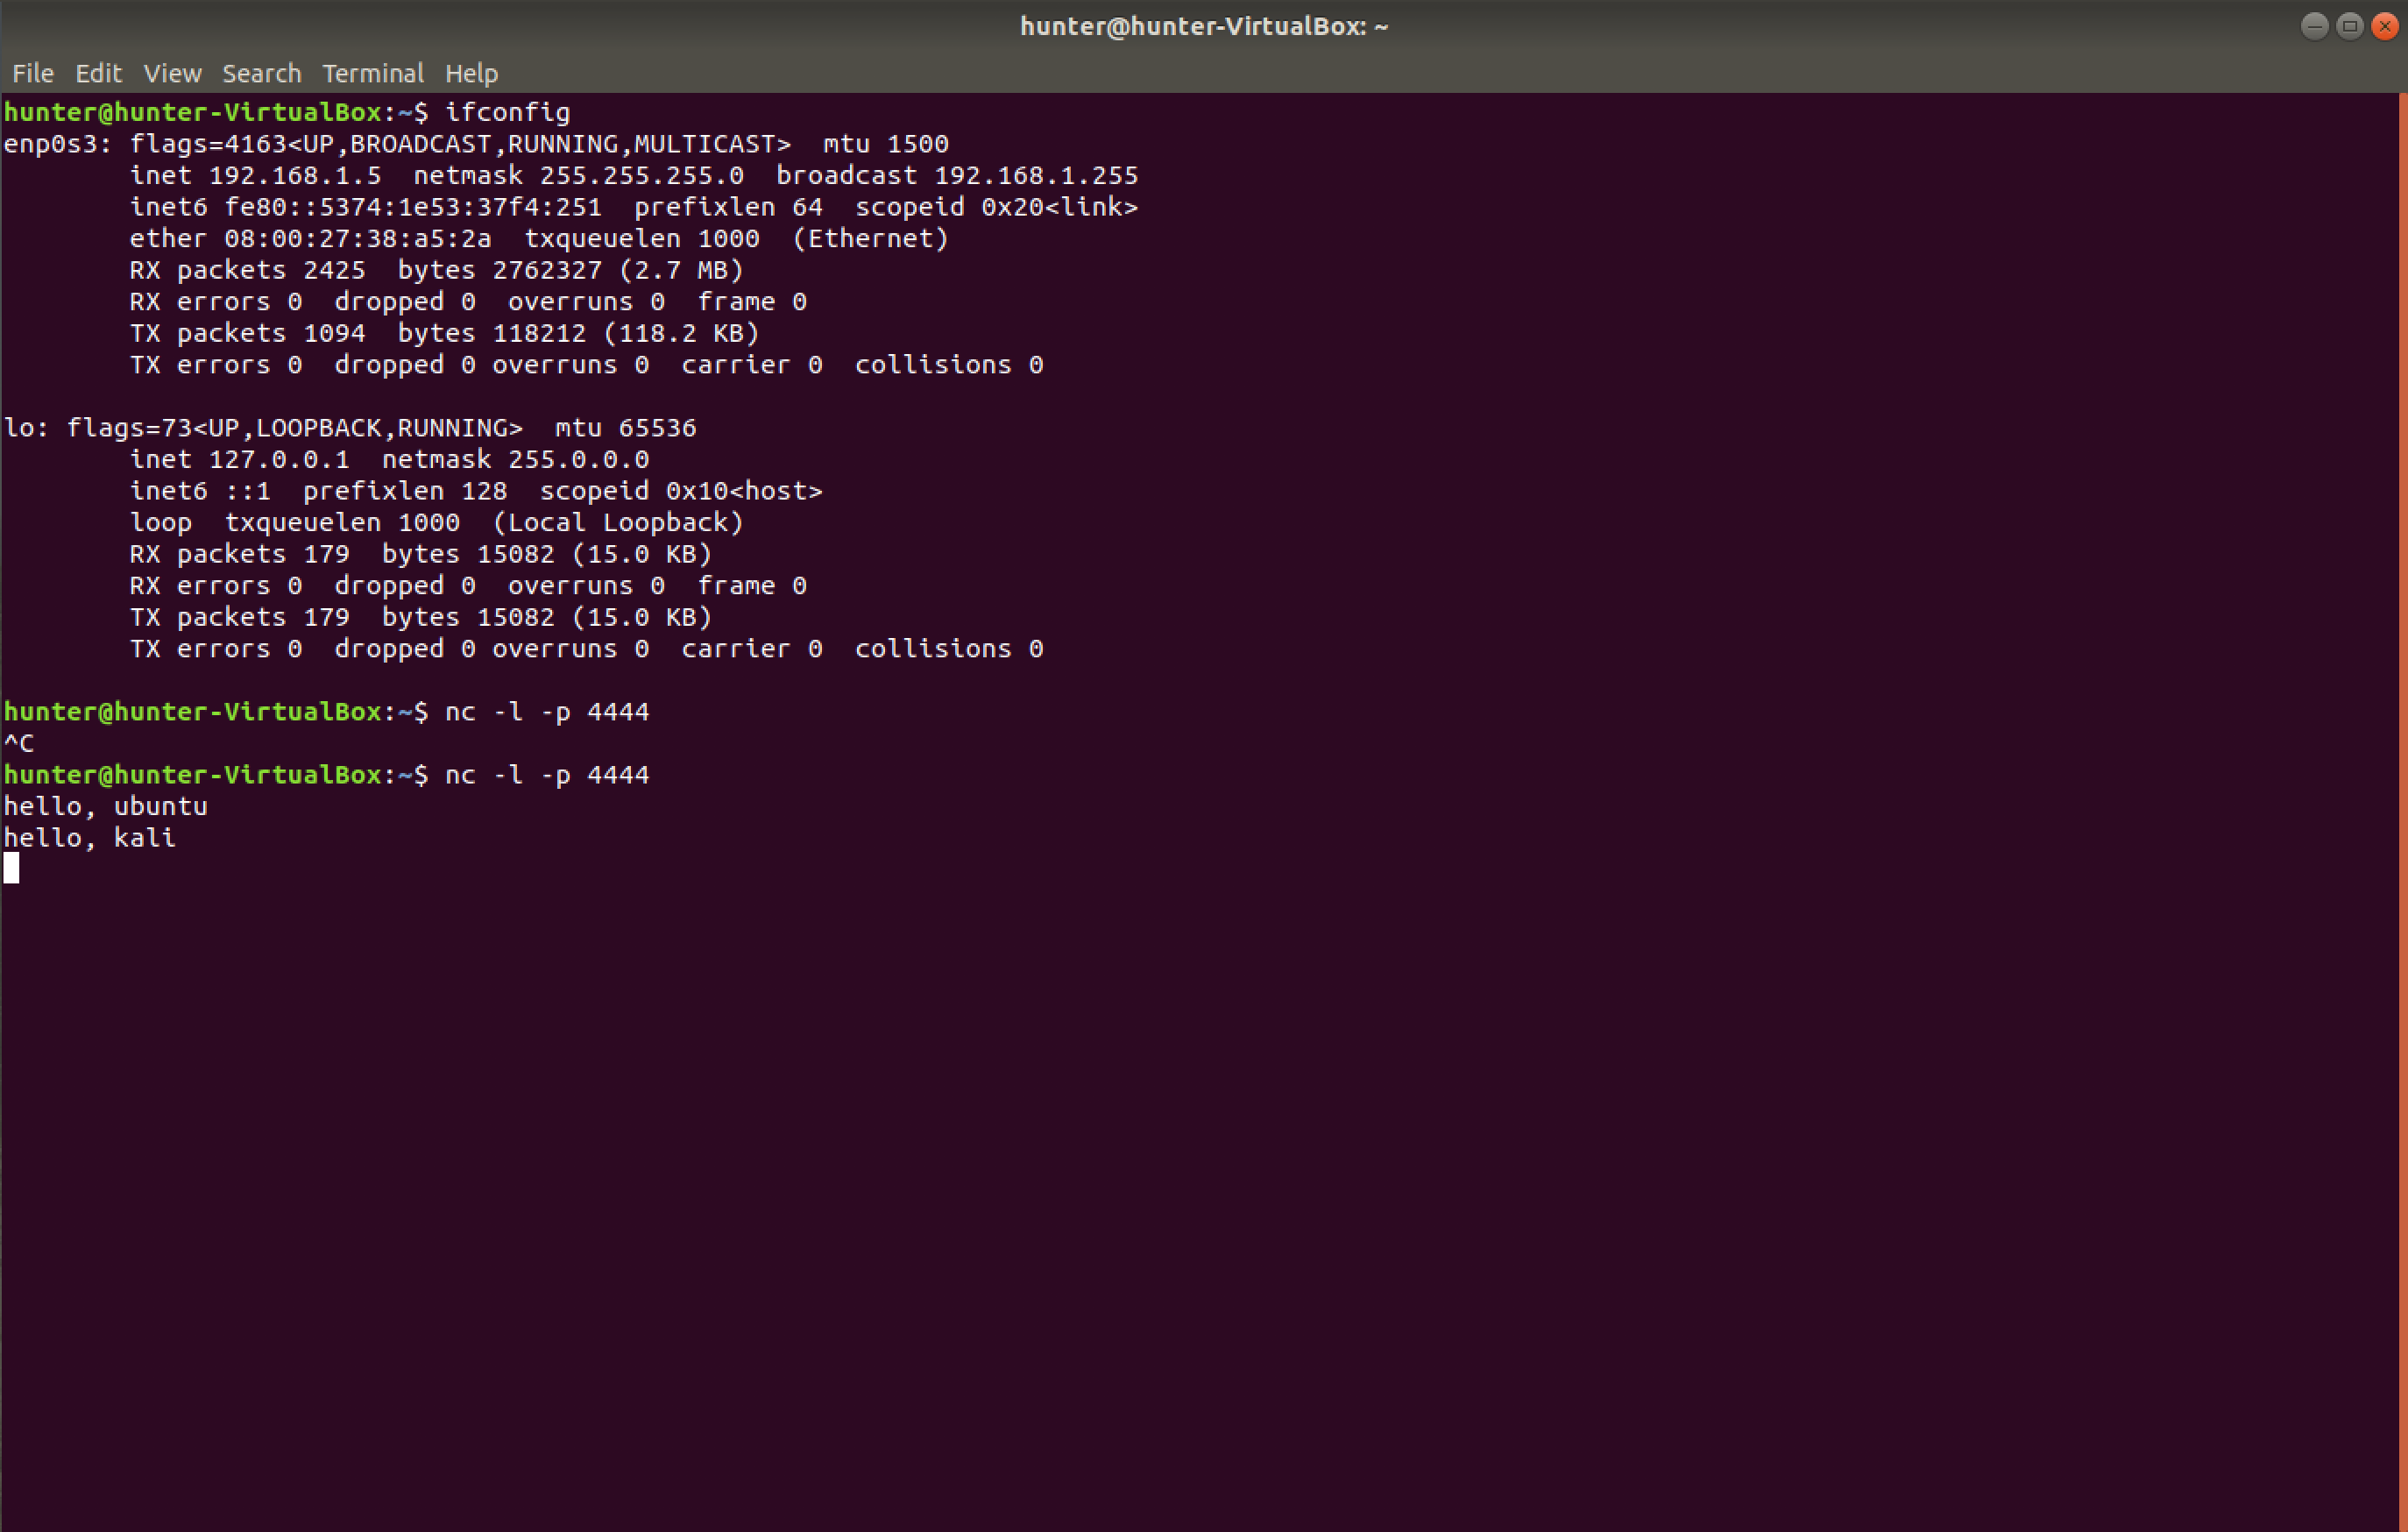 hunter@hunter-VirtualBox: ~
File Edit View Search Terminal Help
hunter@hunter-VirtualBox:~$ ifconfig
enp0s3: flags=4163<UP,BROADCAST,RUNNING,MULTICAST>  mtu 1500
        inet 192.168.1.5  netmask 255.255.255.0  broadcast 192.168.1.255
        inet6 fe80::5374:1e53:37f4:251  prefixlen 64  scopeid 0x20<link>
        ether 08:00:27:38:a5:2a  txqueuelen 1000  (Ethernet)
        RX packets 2425  bytes 2762327 (2.7 MB)
        RX errors 0  dropped 0  overruns 0  frame 0
        TX packets 1094  bytes 118212 (118.2 KB)
        TX errors 0  dropped 0 overruns 0  carrier 0  collisions 0

lo: flags=73<UP,LOOPBACK,RUNNING>  mtu 65536
        inet 127.0.0.1  netmask 255.0.0.0
        inet6 ::1  prefixlen 128  scopeid 0x10<host>
        loop  txqueuelen 1000  (Local Loopback)
        RX packets 179  bytes 15082 (15.0 KB)
        RX errors 0  dropped 0  overruns 0  frame 0
        TX packets 179  bytes 15082 (15.0 KB)
        TX errors 0  dropped 0 overruns 0  carrier 0  collisions 0

hunter@hunter-VirtualBox:~$ nc -l -p 4444
^C
hunter@hunter-VirtualBox:~$ nc -l -p 4444
hello, ubuntu
hello, kali